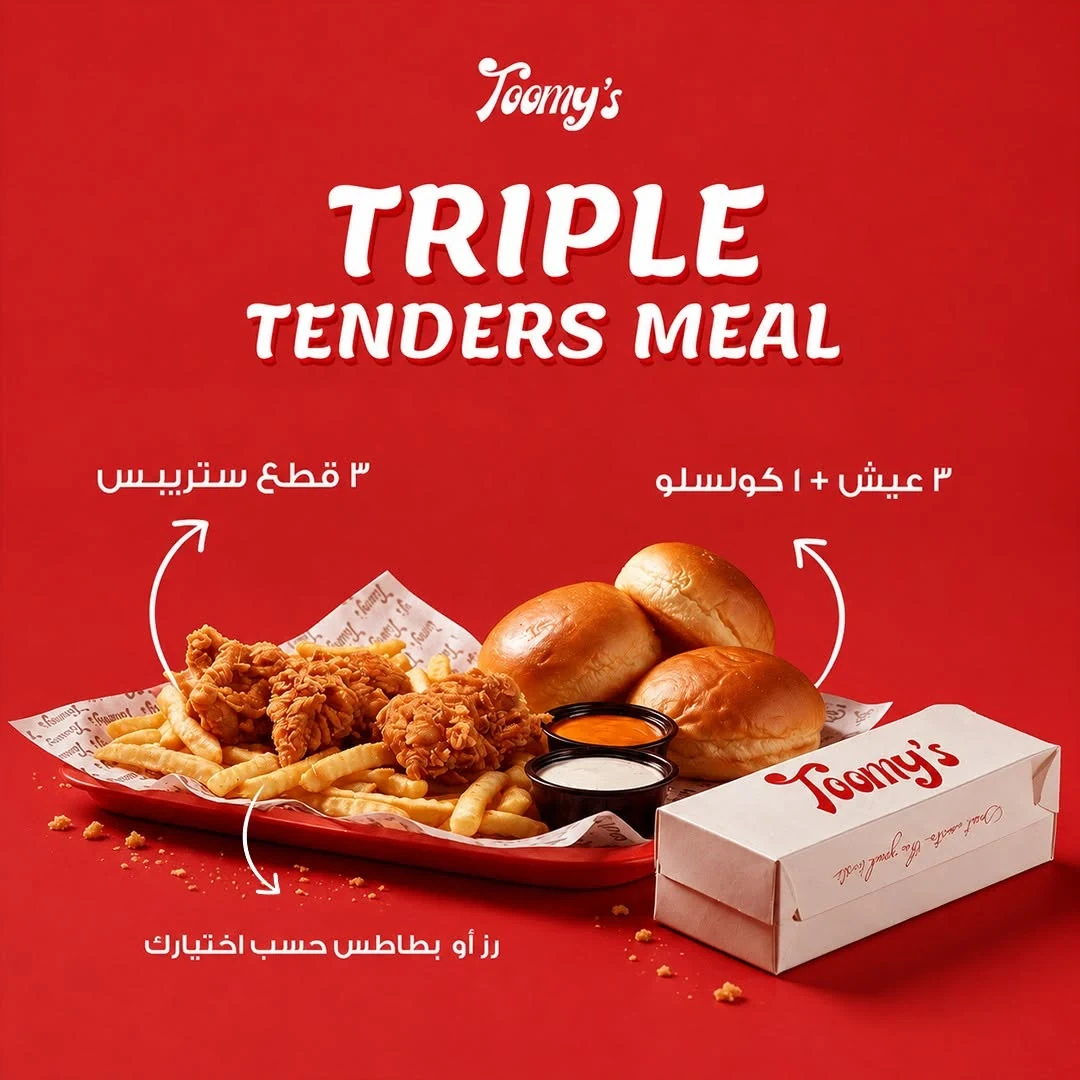 Toomy's
TRIPLE
TENDERS MEAL
٣ قطع ستريبس
٣ عيش + ١ كولسلو
رز أو بطاطس حسب اختيارك
Toomy's